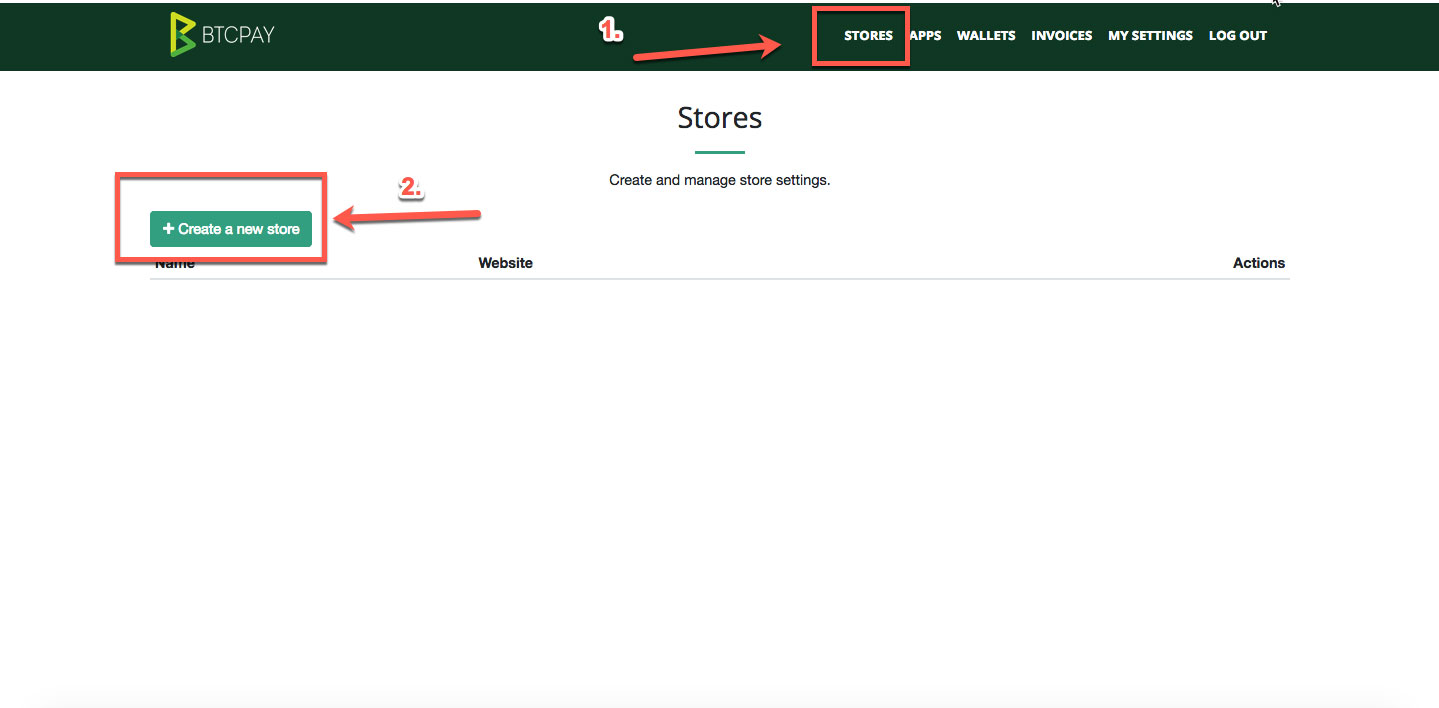 BTCPAY
1.
STORES APPS WALLETS INVOICES MY SETTINGS LOG OUT
Stores
Create and manage store settings.
2.
+ Create a new store
Name Website Actions